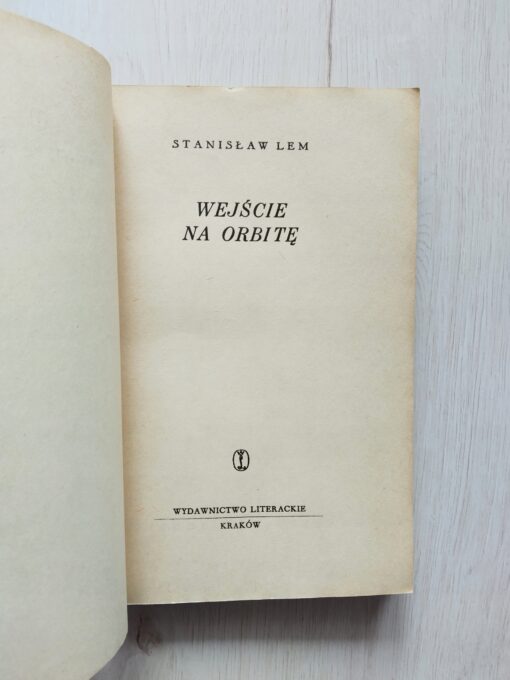 STANISŁAW LEM
WEJŚCIE
NA ORBITĘ
WYDAWNICTWO LITERACKIE
KRAKÓW